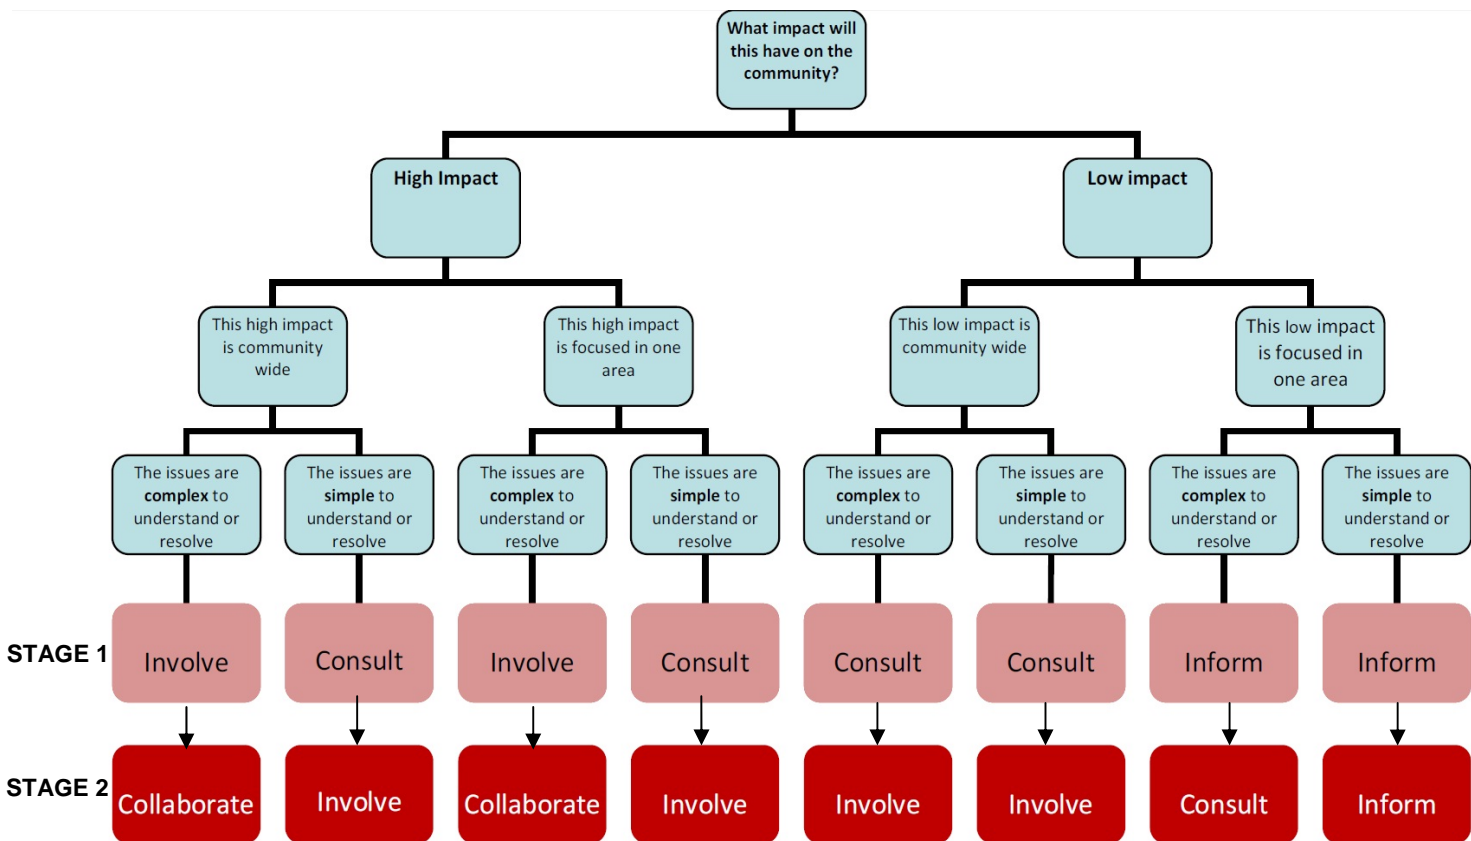 What impact will
this have on the
community?
High Impact
Low impact
This high impact
is community
wide
This high impact
is focused in one
area
This low impact is
community wide
This low impact
is focused in
one area
The issues are
complex to
understand or
resolve
The issues are
simple to
understand or
resolve
The issues are
complex to
understand or
resolve
The issues are
simple to
understand or
resolve
The issues are
complex to
understand or
resolve
The issues are
simple to
understand or
resolve
The issues are
complex to
understand or
resolve
The issues are
simple to
understand or
resolve
STAGE 1
Involve
Consult
Involve
Consult
Consult
Consult
Inform
Inform
STAGE 2
Collaborate
Involve
Collaborate
Involve
Involve
Involve
Consult
Inform